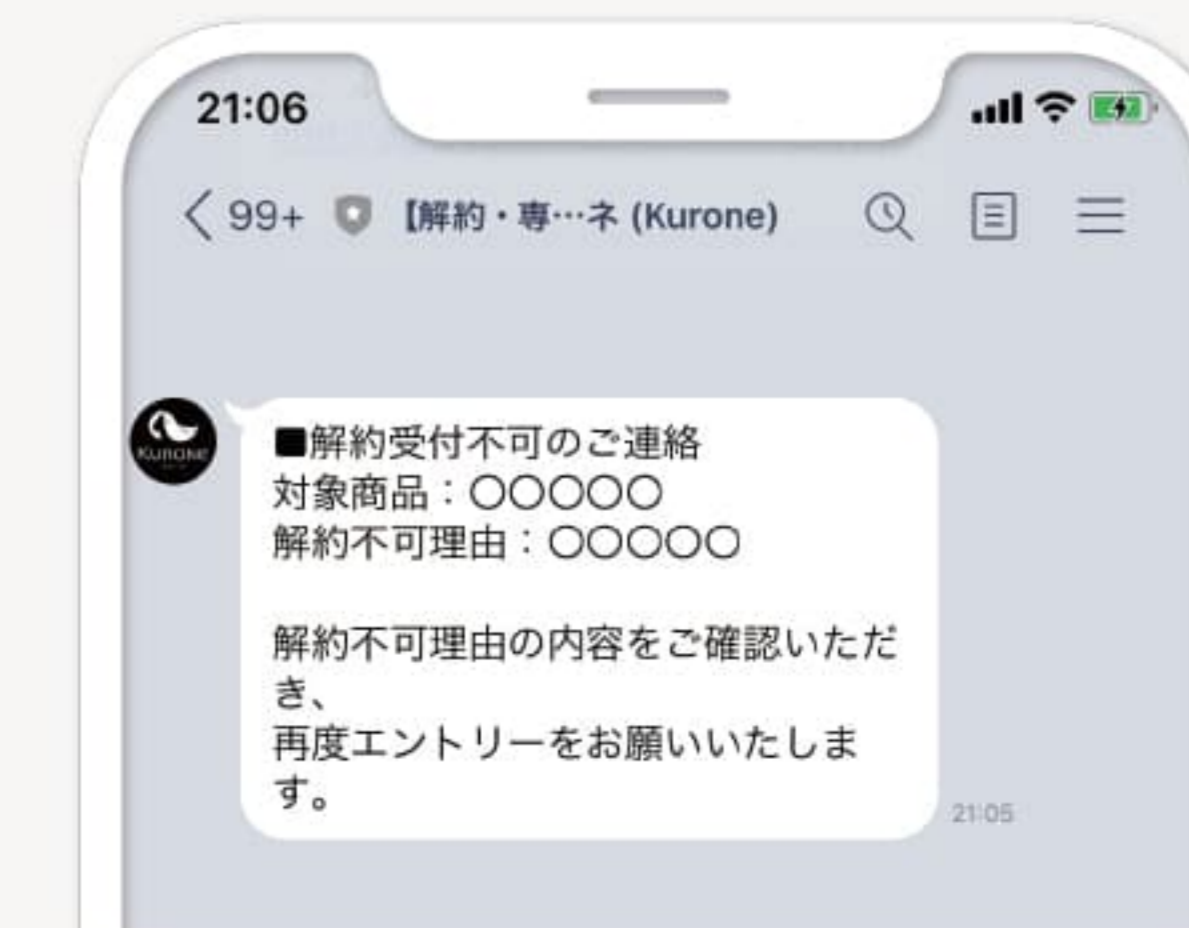 21:06
99+ 【解約・専…ネ (Kurone)
KURONE
■解約受付不可のご連絡
対象商品：〇〇〇〇〇
解約不可理由：〇〇〇〇〇
解約不可理由の内容をご確認いただ
き、
再度エントリーをお願いいたしま
す。
21:05